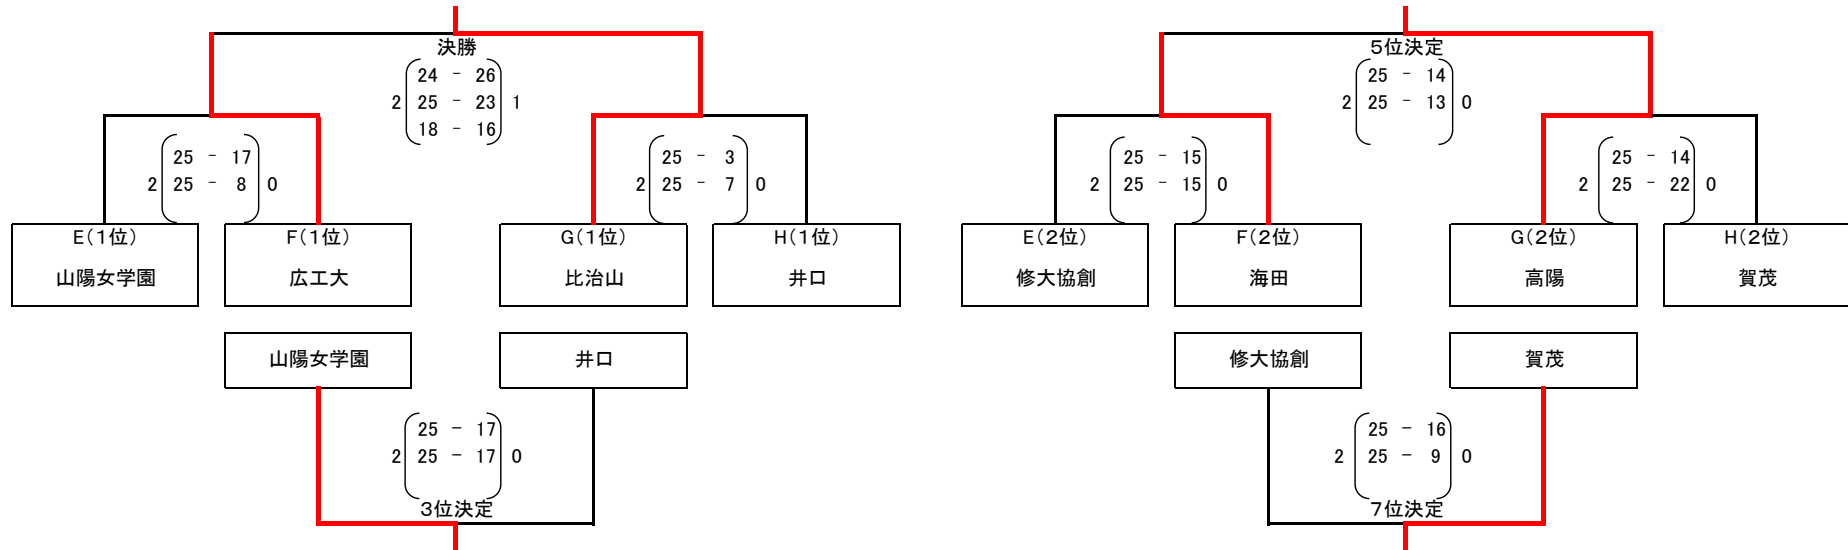 決勝
24 - 26
2 25 - 23 1
18 - 16
25 - 17
2 25 - 8 0
25 - 3
2 25 - 7 0
E(1位)
山陽女学園
F(1位)
広工大
G(1位)
比治山
H(1位)
井口
山陽女学園
井口
25 - 17
2 25 - 17 0
3位決定
5位決定
25 - 14
2 25 - 13 0
25 - 15
2 25 - 15 0
25 - 14
2 25 - 22 0
E(2位)
修大協創
F(2位)
海田
G(2位)
高陽
H(2位)
賀茂
修大協創
賀茂
25 - 16
2 25 - 9 0
7位決定